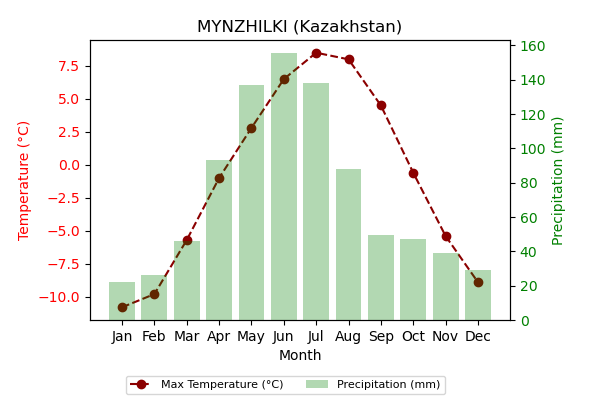 MYNZHILKI (Kazakhstan)
Temperature (°C)
7.5
5.0
2.5
0.0
−2.5
−5.0
−7.5
−10.0
160
140
120
100
80
60
40
20
0
Precipitation (mm)
Jan Feb Mar Apr May Jun Jul Aug Sep Oct Nov Dec
Month
Max Temperature (°C) Precipitation (mm)